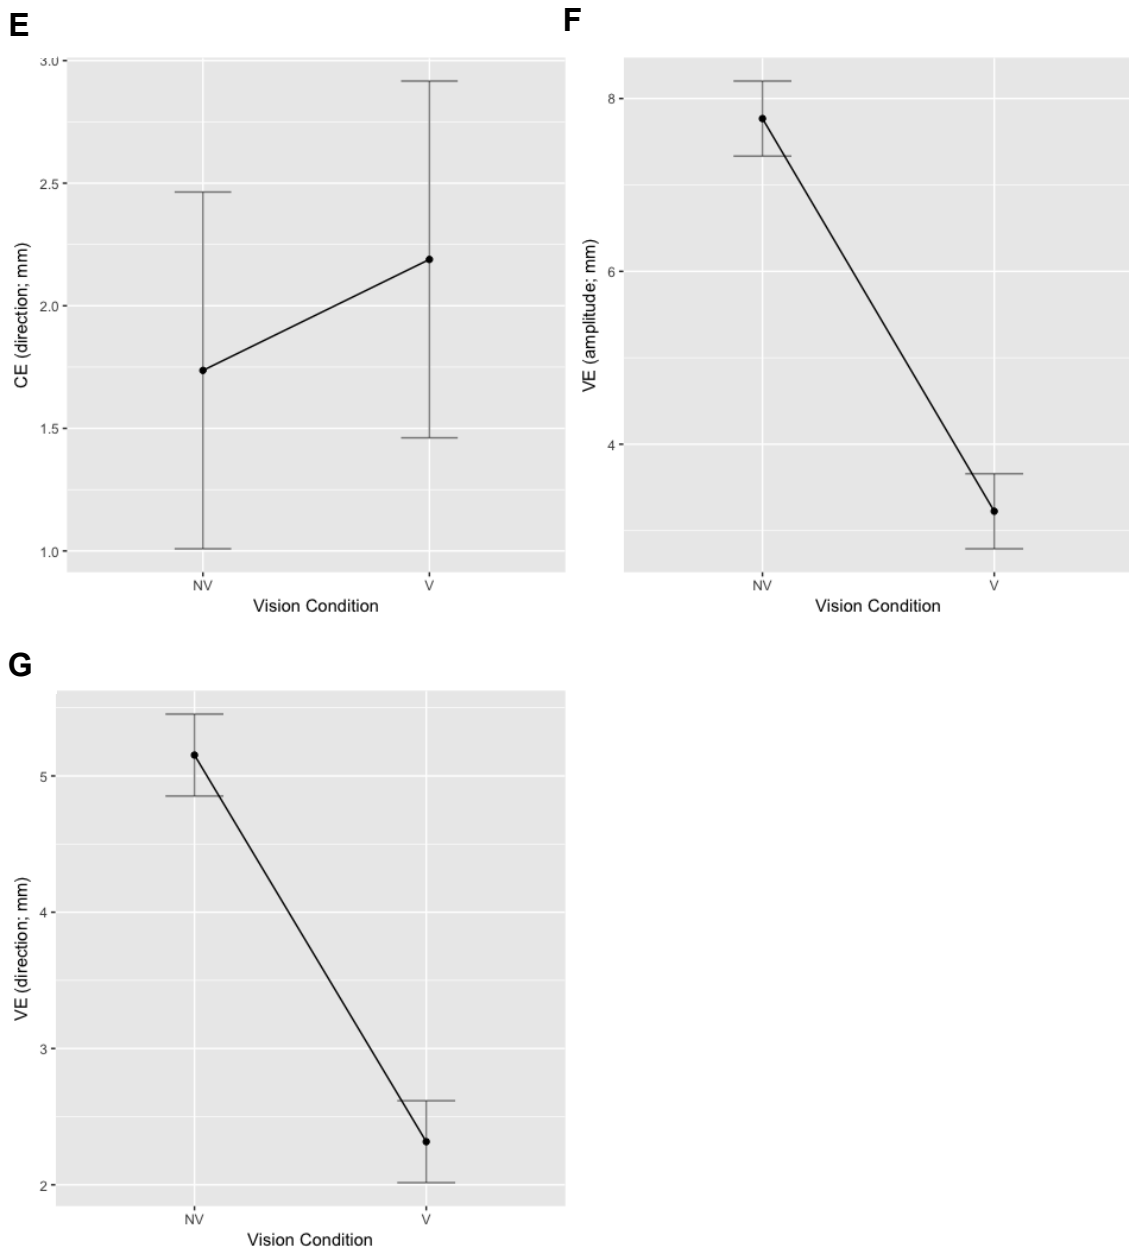 E
3.0
2.5
2.0
1.5
1.0
CE (direction; mm)
NV V
Vision Condition
F
8
6
4
VE (amplitude; mm)
NV V
Vision Condition
G
5
4
3
2
VE (direction; mm)
NV V
Vision Condition